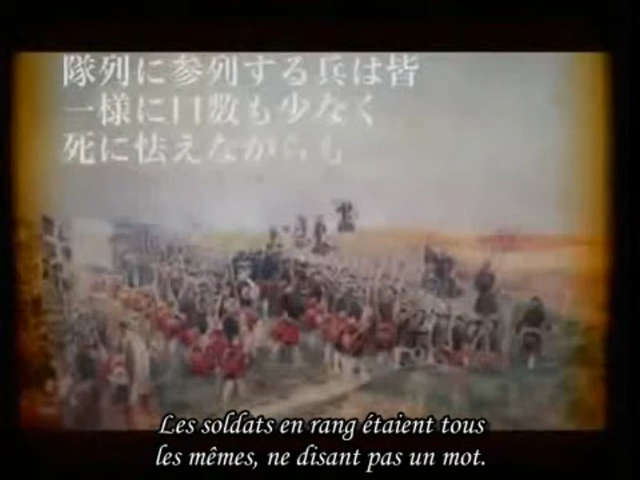 隊列に参列する兵は皆
一様に口数も少なく
死に怯えながらも
Les soldats en rang étaient tous
les mêmes, ne disant pas un mot.